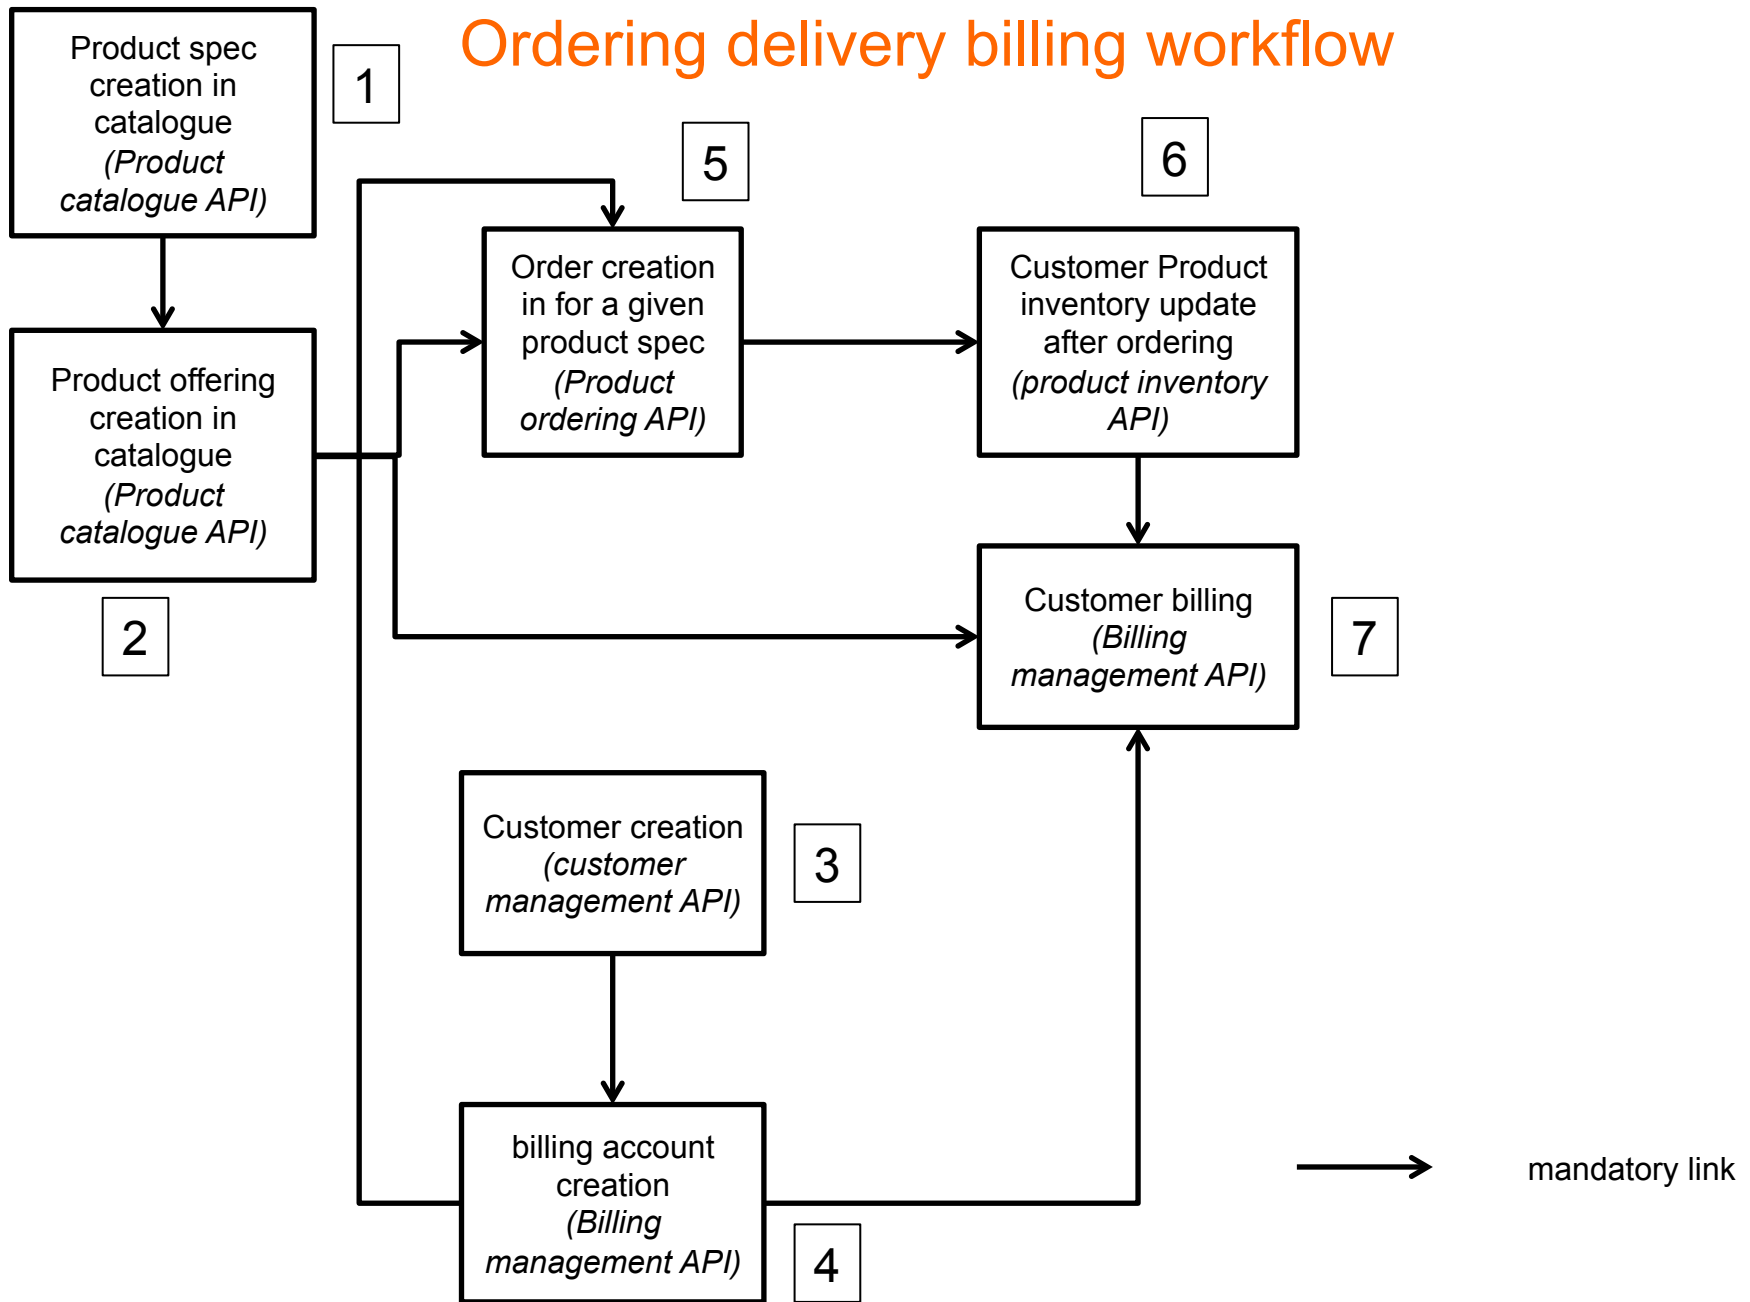 Ordering delivery billing workflow
Product spec
creation in
catalogue
(Product
catalogue API)
1
Product offering
creation in
catalogue
(Product
catalogue API)
2
5
Order creation
in for a given
product spec
(Product
ordering API)
6
Customer Product
inventory update
after ordering
(product inventory
API)
Customer billing
(Billing
management API)
7
Customer creation
(customer
management API)
3
billing account
creation
(Billing
management API)
4
mandatory link